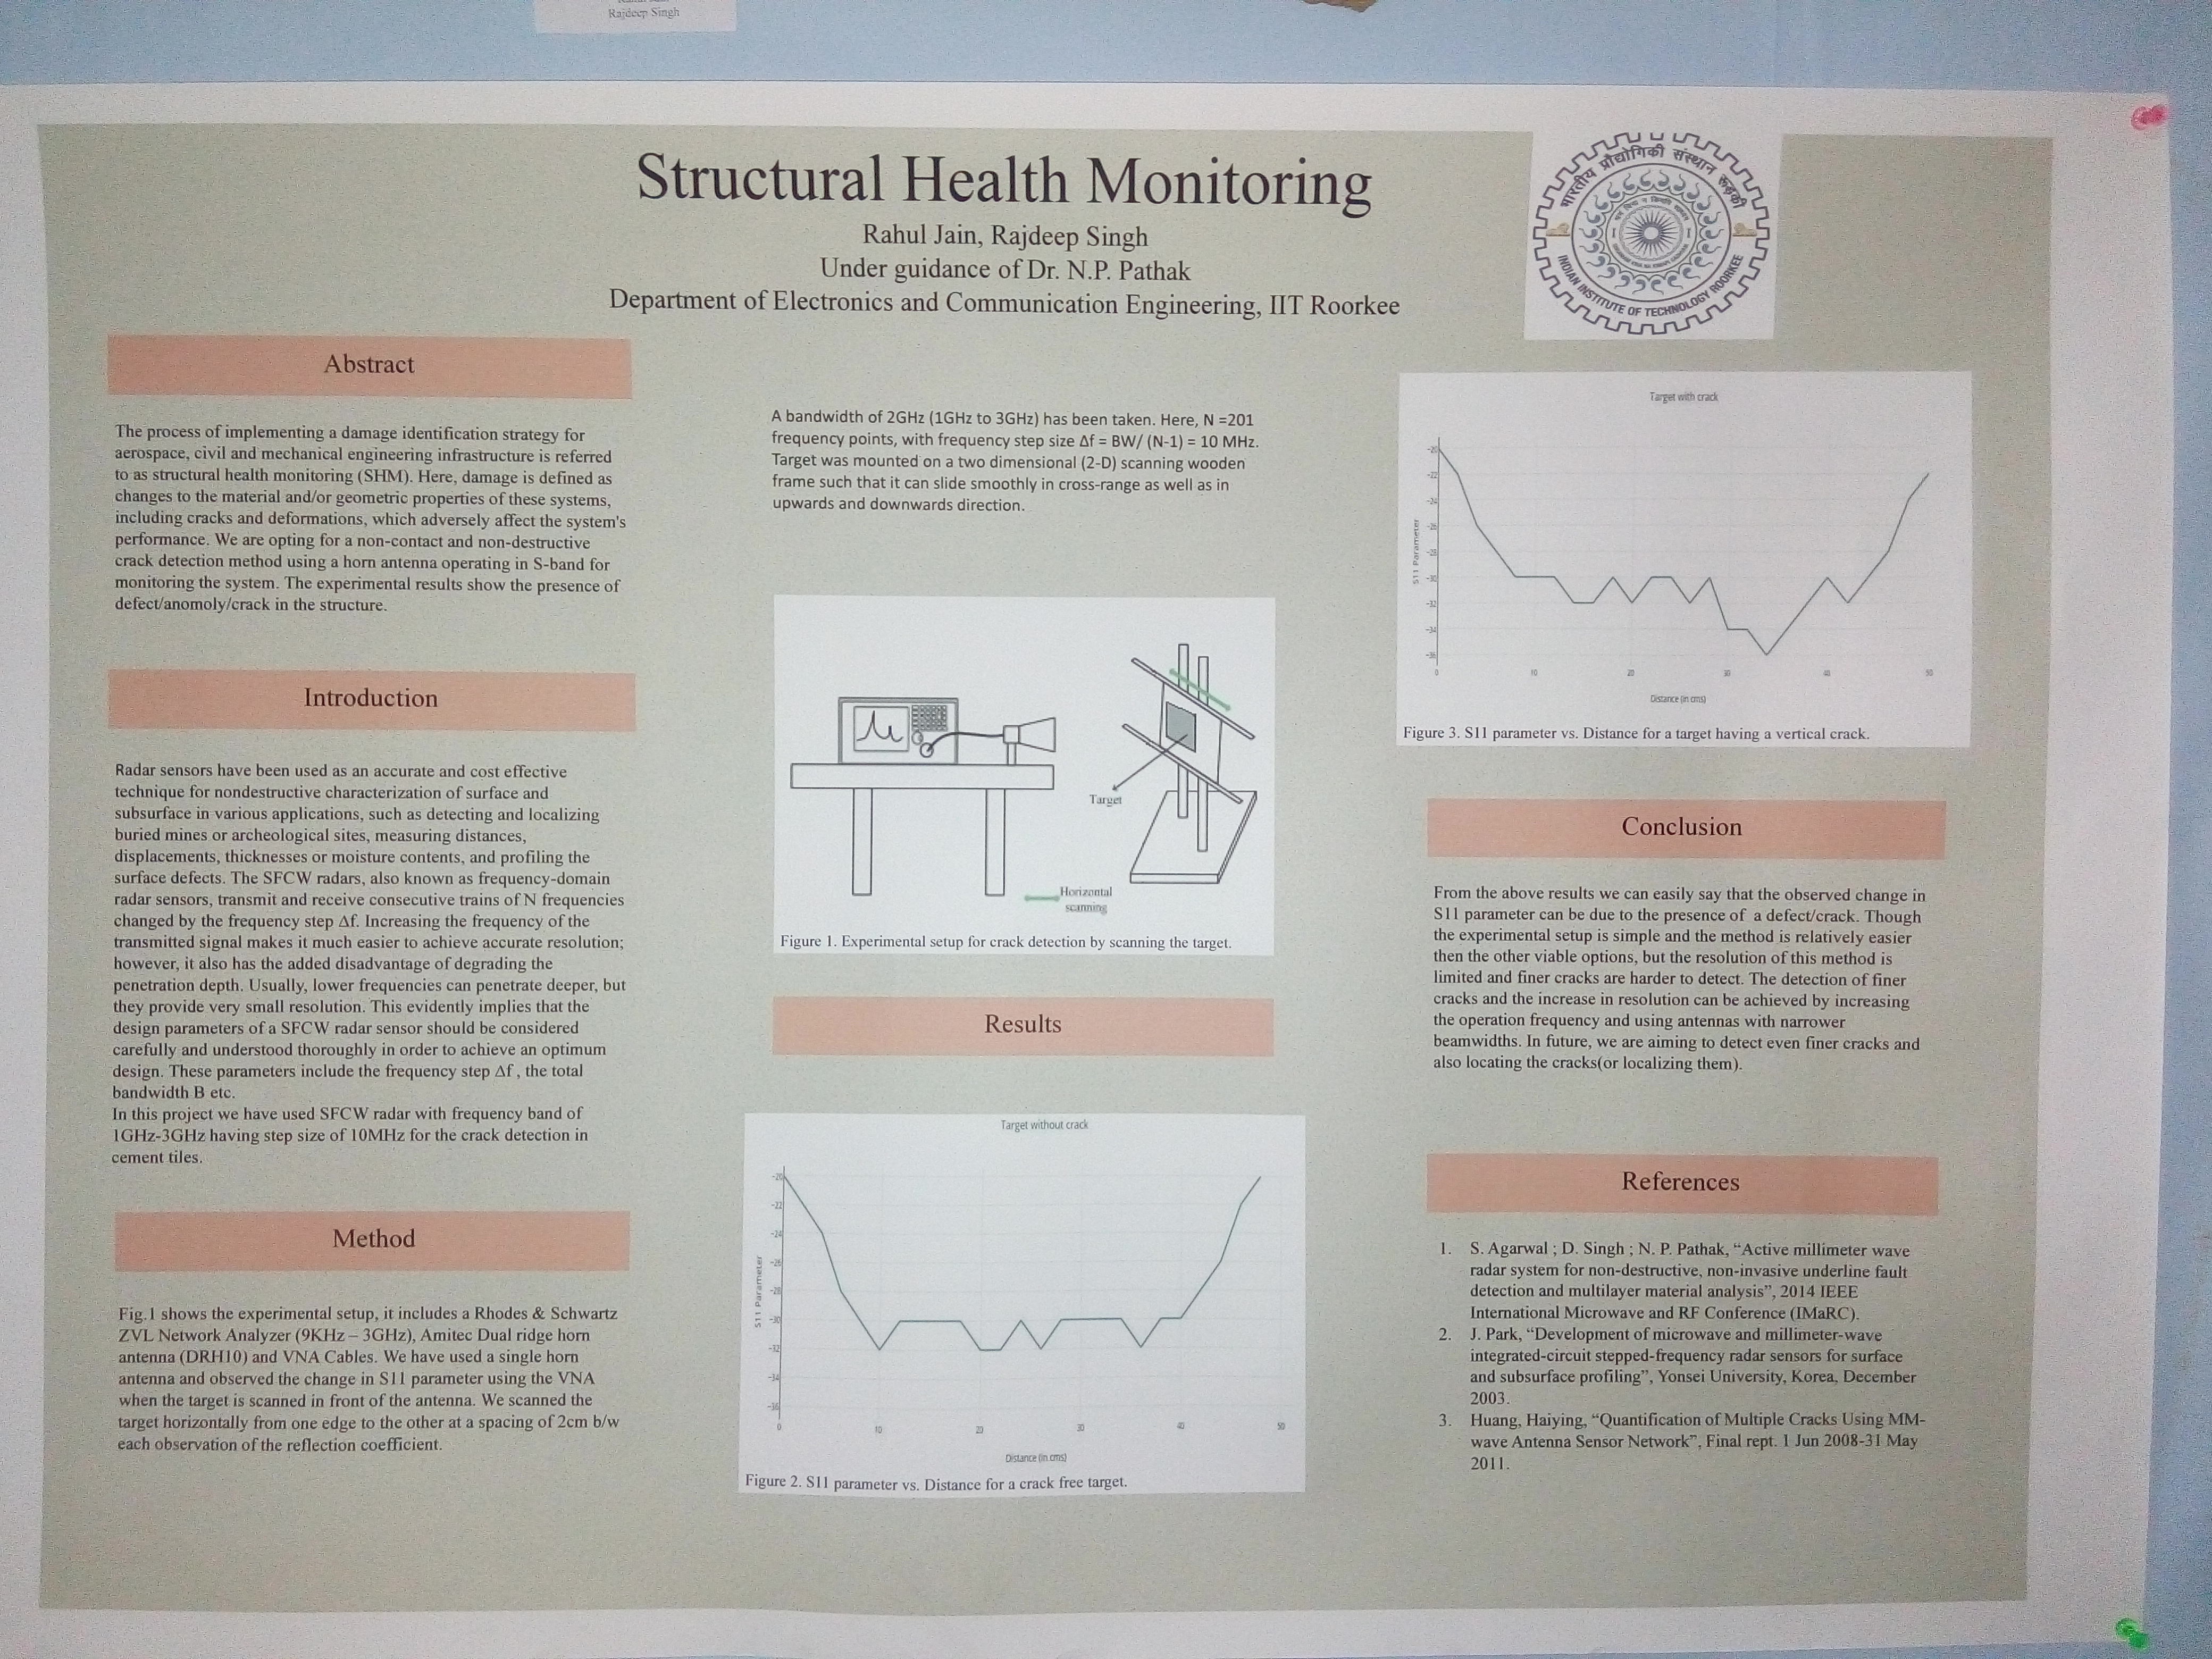 Rajdeep Singh
Structural Health Monitoring
Rahul Jain, Rajdeep Singh
Under guidance of Dr. N.P. Pathak
Department of Electronics and Communication Engineering, IIT Roorkee
भारतीय प्रौद्योगिकी संस्थान रूड़की
INDIAN INSTITUTE OF TECHNOLOGY ROORKEE
Abstract
The process of implementing a damage identification strategy for
aerospace, civil and mechanical engineering infrastructure is referred
to as structural health monitoring (SHM). Here, damage is defined as
changes to the material and/or geometric properties of these systems,
including cracks and deformations, which adversely affect the system's
performance. We are opting for a non-contact and non-destructive
crack detection method using a horn antenna operating in S-band for
monitoring the system. The experimental results show the presence of
defect/anomoly/crack in the structure.
Introduction
Radar sensors have been used as an accurate and cost effective
technique for nondestructive characterization of surface and
subsurface in various applications, such as detecting and localizing
buried mines or archeological sites, measuring distances,
displacements, thicknesses or moisture contents, and profiling the
surface defects. The SFCW radars, also known as frequency-domain
radar sensors, transmit and receive consecutive trains of N frequencies
changed by the frequency step Δf. Increasing the frequency of the
transmitted signal makes it much easier to achieve accurate resolution;
however, it also has the added disadvantage of degrading the
penetration depth. Usually, lower frequencies can penetrate deeper, but
they provide very small resolution. This evidently implies that the
design parameters of a SFCW radar sensor should be considered
carefully and understood thoroughly in order to achieve an optimum
design. These parameters include the frequency step Δf , the total
bandwidth B etc.
In this project we have used SFCW radar with frequency band of
1GHz-3GHz having step size of 10MHz for the crack detection in
cement tiles.
Method
Fig.1 shows the experimental setup, it includes a Rhodes & Schwartz
ZVL Network Analyzer (9KHz – 3GHz), Amitec Dual ridge horn
antenna (DRH10) and VNA Cables. We have used a single horn
antenna and observed the change in S11 parameter using the VNA
when the target is scanned in front of the antenna. We scanned the
target horizontally from one edge to the other at a spacing of 2cm b/w
each observation of the reflection coefficient.
A bandwidth of 2GHz (1GHz to 3GHz) has been taken. Here, N =201
frequency points, with frequency step size Δf = BW/ (N-1) = 10 MHz.
Target was mounted on a two dimensional (2-D) scanning wooden
frame such that it can slide smoothly in cross-range as well as in
upwards and downwards direction.
Target
Horizontal
scanning
Figure 1. Experimental setup for crack detection by scanning the target.
Results
Target without crack
S11 Parameter
-20
-22
-24
-26
-28
-30
-32
-34
-36
0 10 20 30 40 50
Distance (in cms)
Figure 2. S11 parameter vs. Distance for a crack free target.
Target with crack
S11 Parameter
-20
-22
-24
-26
-28
-30
-32
-34
-36
0 10 20 30 40 50
Distance (in cms)
Figure 3. S11 parameter vs. Distance for a target having a vertical crack.
Conclusion
From the above results we can easily say that the observed change in
S11 parameter can be due to the presence of a defect/crack. Though
the experimental setup is simple and the method is relatively easier
then the other viable options, but the resolution of this method is
limited and finer cracks are harder to detect. The detection of finer
cracks and the increase in resolution can be achieved by increasing
the operation frequency and using antennas with narrower
beamwidths. In future, we are aiming to detect even finer cracks and
also locating the cracks(or localizing them).
References
1. S. Agarwal ; D. Singh ; N. P. Pathak, “Active millimeter wave
radar system for non-destructive, non-invasive underline fault
detection and multilayer material analysis”, 2014 IEEE
International Microwave and RF Conference (IMaRC).
2. J. Park, “Development of microwave and millimeter-wave
integrated-circuit stepped-frequency radar sensors for surface
and subsurface profiling”, Yonsei University, Korea, December
2003.
3. Huang, Haiying, “Quantification of Multiple Cracks Using MM-
wave Antenna Sensor Network”, Final rept. 1 Jun 2008-31 May
2011.